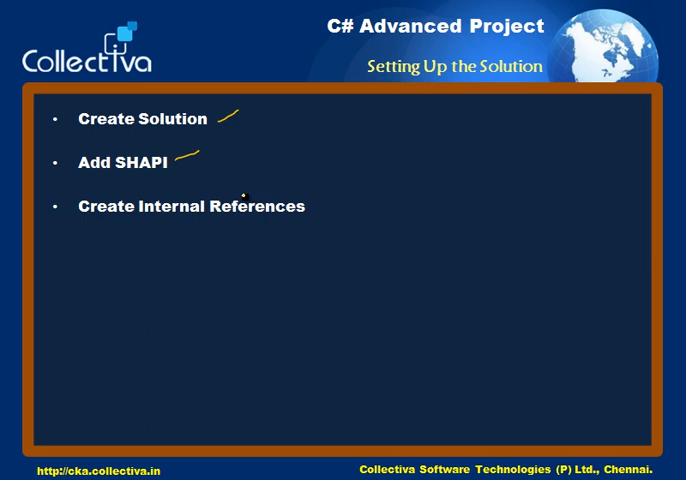 Collectiva
C# Advanced Project
Setting Up the Solution
• Create Solution
• Add SHAPI
• Create Internal References
http://cka.collectiva.in
Collectiva Software Technologies (P) Ltd., Chennai.